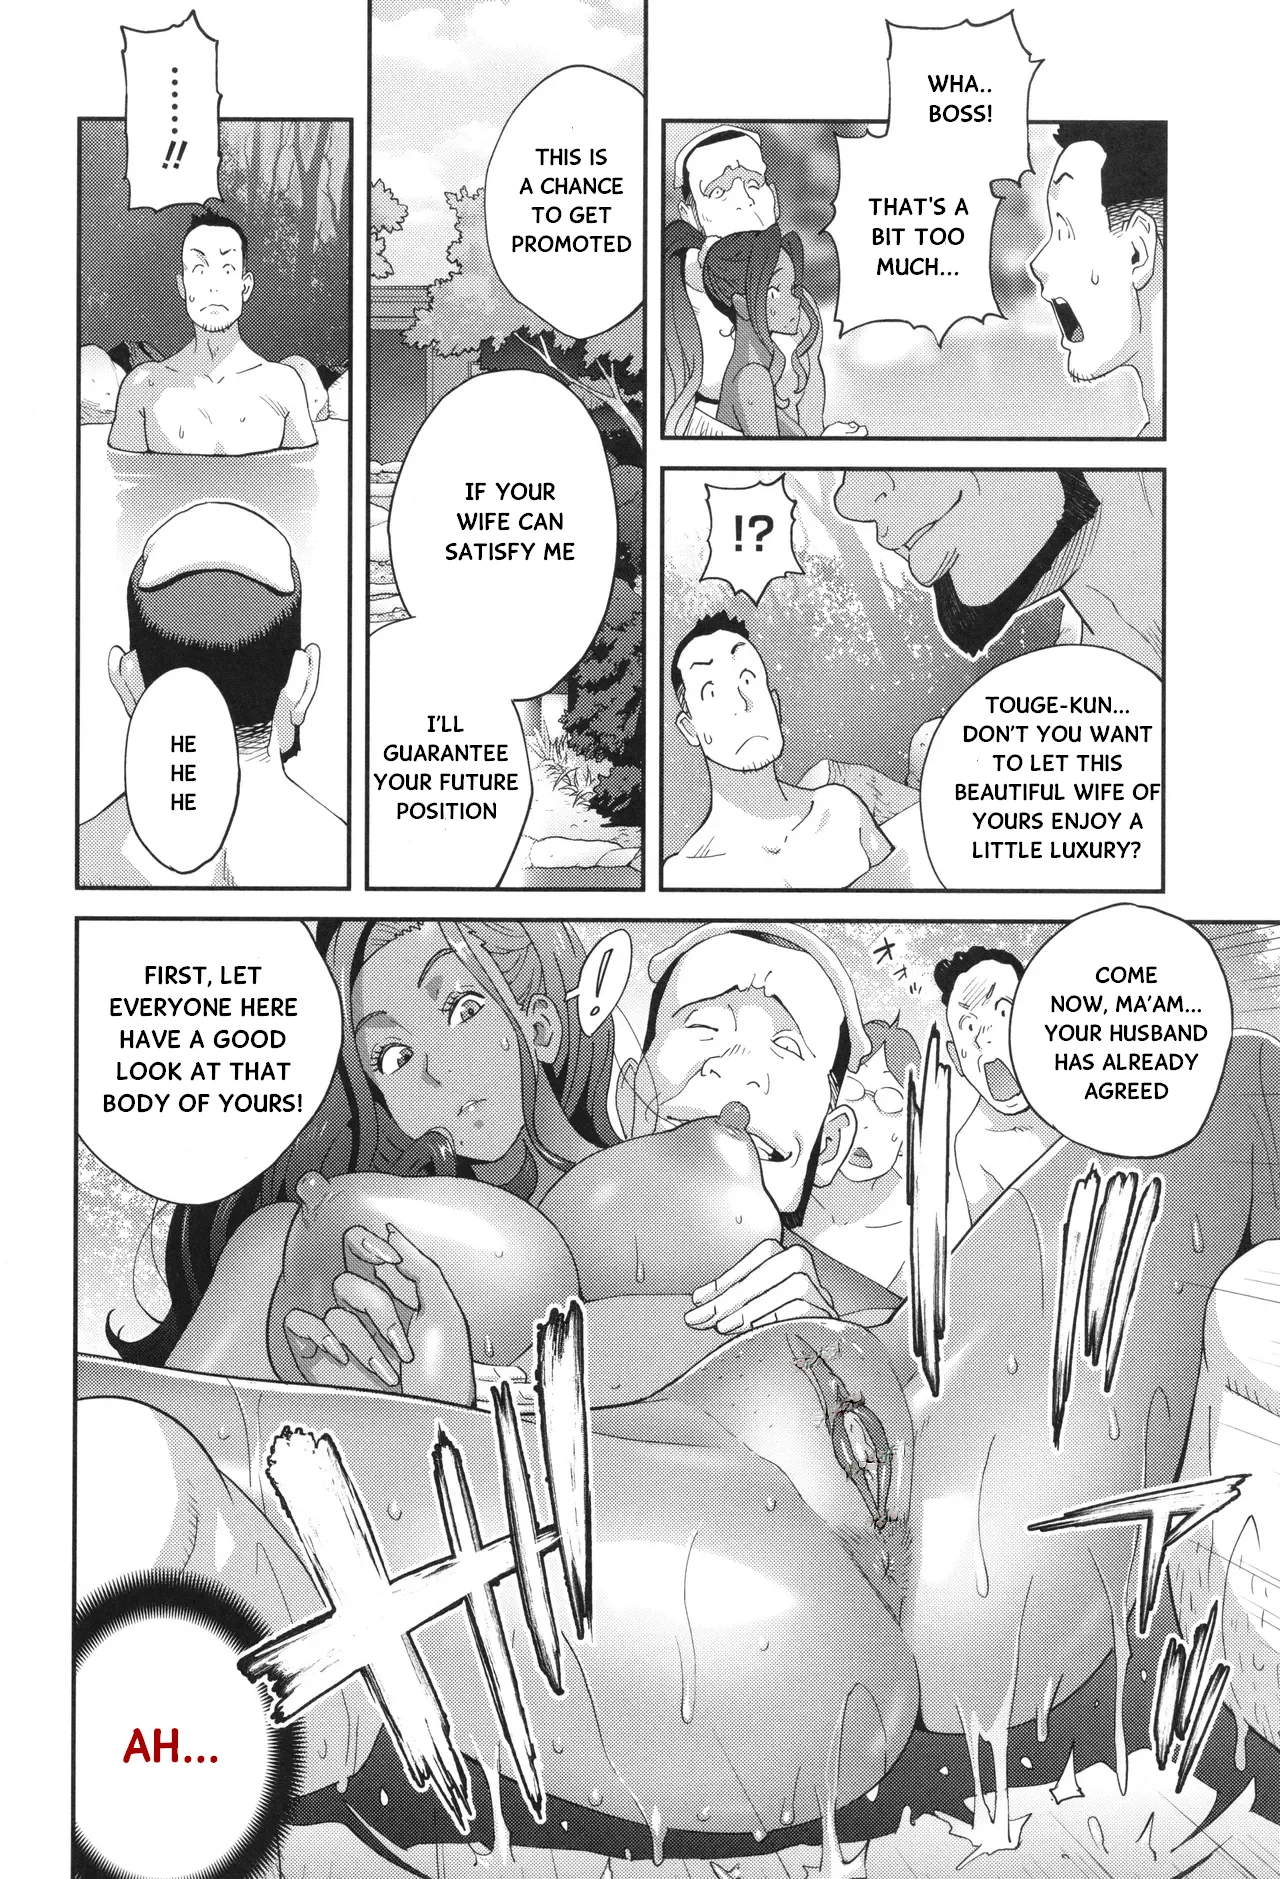 WHA..
BOSS!
THAT'S A
BIT TOO
MUCH...
!?
TOUGE-KUN...
DON'T YOU WANT
TO LET THIS
BEAUTIFUL WIFE OF
YOURS ENJOY A
LITTLE LUXURY?
THIS IS
A CHANCE
TO GET
PROMOTED
IF YOUR
WIFE CAN
SATISFY ME
I'LL
GUARANTEE
YOUR FUTURE
POSITION
........!!
HE
HE
HE
COME
NOW, MA'AM...
YOUR HUSBAND
HAS ALREADY
AGREED
!
FIRST, LET
EVERYONE HERE
HAVE A GOOD
LOOK AT THAT
BODY OF YOURS!
AH...